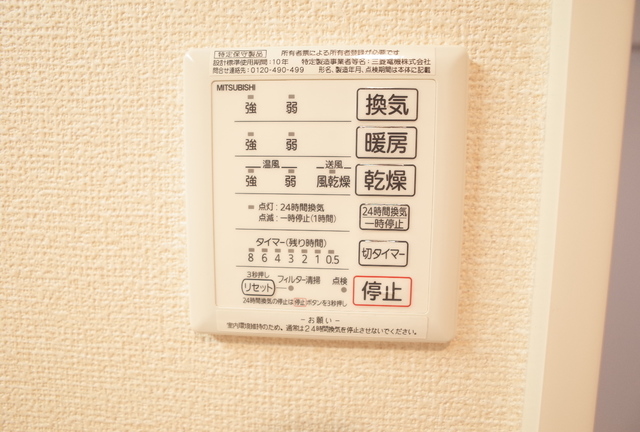 特定保守製品 所有者票による所有者登録が必要です
設計標準使用期間:10年 特定製造事業者等名:三菱電機株式会社
問合せ連絡先:0120-490-499 形名、製造年月、点検期間は本体に記載
MITSUBISHI
強 弱 換気
強 弱 暖房
温風 送風
強 弱 風乾燥 乾燥
点灯:24時間換気
点滅:一時停止(1時間)
24時間換気
一時停止
タイマー(残り時間)
8 6 4 3 2 1 0.5
切タイマー
3秒押し
リセット フィルター清掃 点検
停止
24時間換気の停止は停止ボタンを3秒押し
-お願い-
室内環境維持のため、通常は24時間換気を停止させないでください。